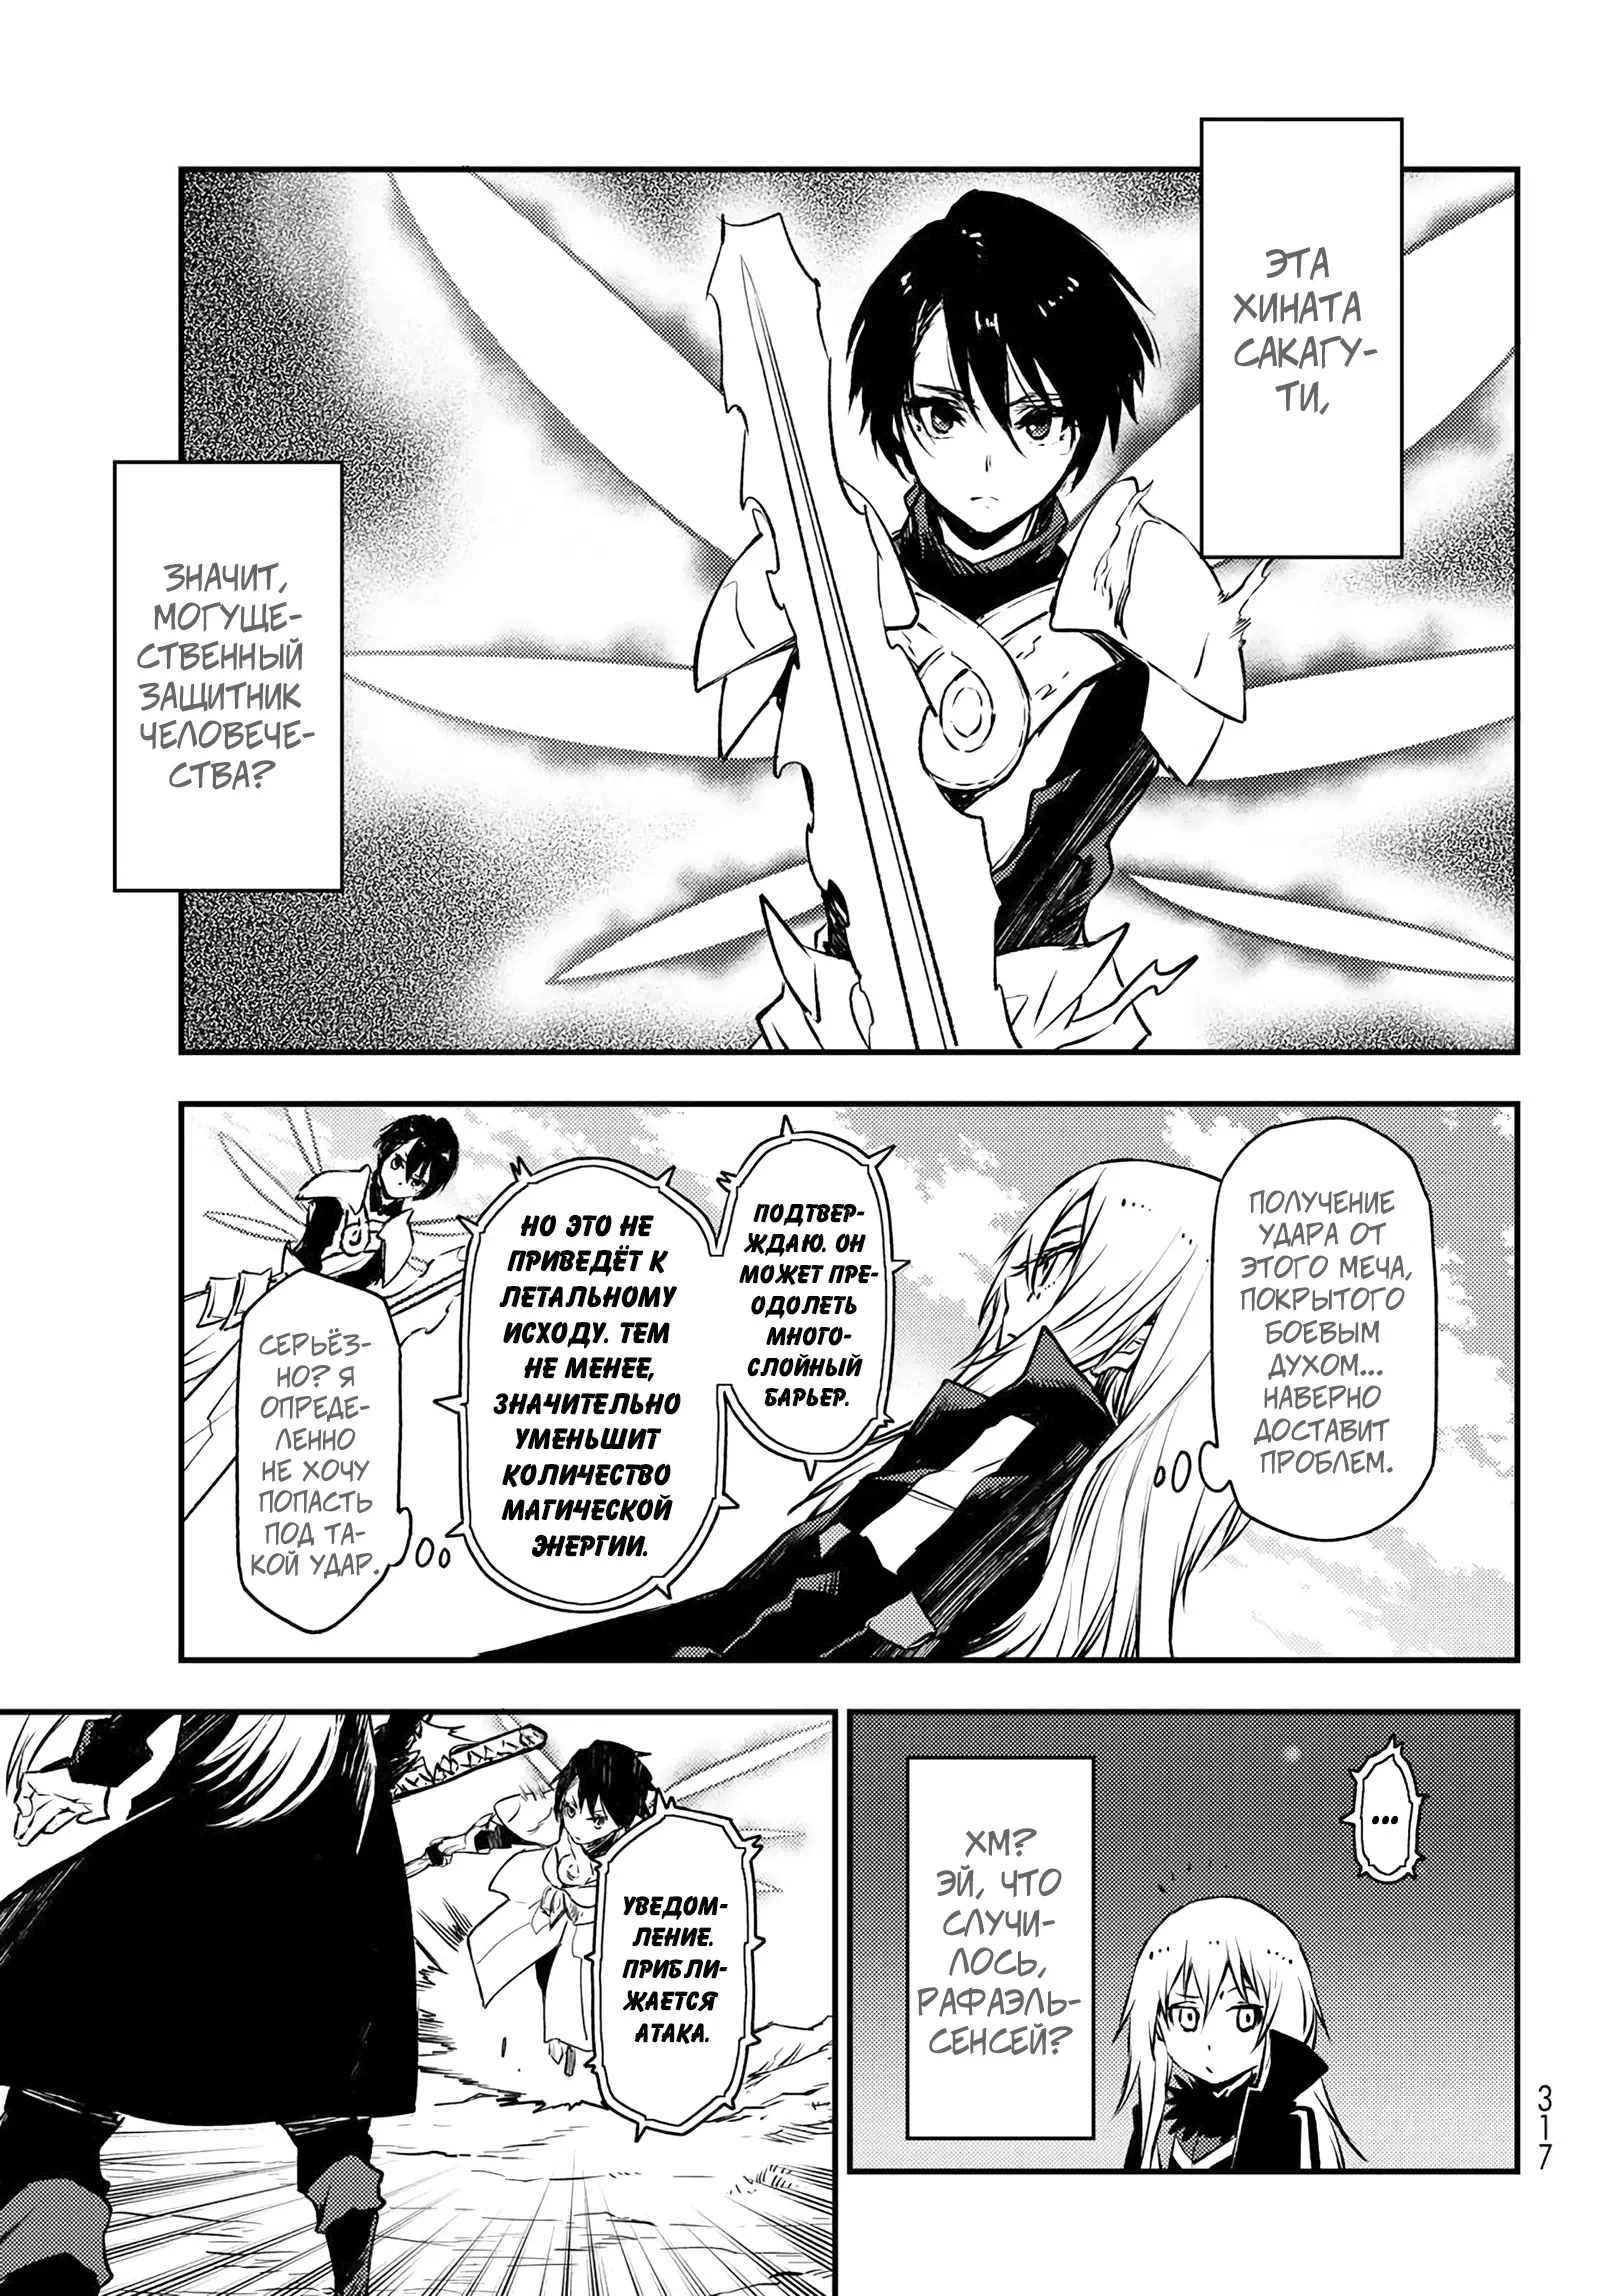 ЭТА
ХИНАТА
САКАГУ-
ТИ,
ЗНАЧИТ,
МОГУЩЕ-
СТВЕННЫЙ
ЗАЩИТНИК
ЧЕЛОВЕЧЕ-
СТВА?
ПОЛУЧЕНИЕ
УДАРА ОТ
ЭТОГО МЕЧА,
ПОКРЫТОГО
БОЕВЫМ
ДУХОМ...
НАВЕРНО
ДОСТАВИТ
ПРОБЛЕМ.
ПОДТВЕР-
ЖДАЮ. ОН
МОЖЕТ ПРЕ-
ОДОЛЕТЬ
МНОГО-
СЛОЙНЫЙ
БАРЬЕР.
НО ЭТО НЕ
ПРИВЕДЁТ К
ЛЕТАЛЬНОМУ
ИСХОДУ. ТЕМ
НЕ МЕНЕЕ,
ЗНАЧИТЕЛЬНО
УМЕНЬШИТ
КОЛИЧЕСТВО
МАГИЧЕСКОЙ
ЭНЕРГИИ.
СЕРЬЁЗ-
НО? Я
ОПРЕДЕ-
ЛЕННО
НЕ ХОЧУ
ПОПАСТЬ
ПОД ТА-
КОЙ УДАР.
...
ХМ?
ЭЙ, ЧТО
СЛУЧИ-
ЛОСЬ,
РАФАЭЛЬ-
СЕНСЕЙ?
УВЕДОМ-
ЛЕНИЕ.
ПРИБЛИ-
ЖАЕТСЯ
АТАКА.
317